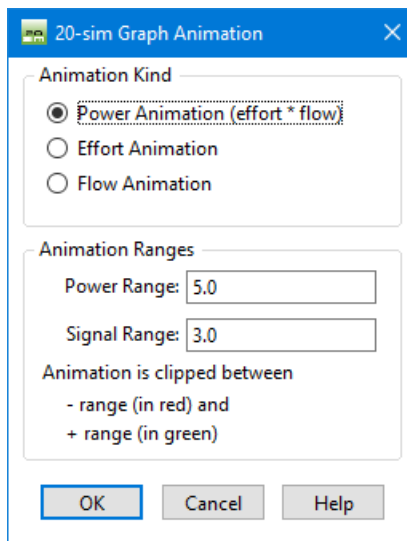 20-sim Graph Animation
Animation Kind
Power Animation (effort * flow)
Effort Animation
Flow Animation
Animation Ranges
Power Range: 5.0
Signal Range: 3.0
Animation is clipped between
- range (in red) and
+ range (in green)
OK Cancel Help